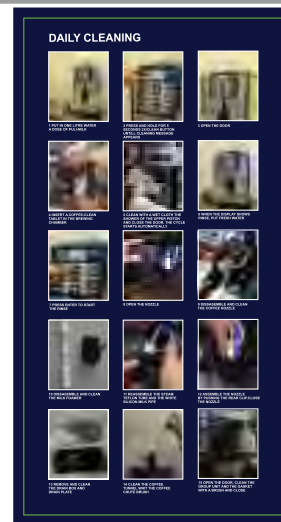 DAILY CLEANING
1 PUT IN ONE LITRE WATER
A DOSE OF PULI-MILK
2 PRESS AND HOLD FOR 5
SECONDS 2X(CLEAN BUTTON
UNTILL CLEANING MESSAGE
APPEARS
3 OPEN THE DOOR
4 INSERT A COFFEE-CLEAN
TABLET IN THE BREWING
CHAMBER
5 CLEAN WITH A WET CLOTH THE
SHOWER OF THE UPPER PISTON
AND CLOSE THE DOOR. THE CYCLE
STARTS AUTOMATICALLY
6 WHEN THE DISPLAY SHOWS
RINSE, PUT FRESH WATER
7 PRESS ENTER TO START
THE RINSE
8 OPEN THE NOZZLE
9 DISSASEMBLE AND CLEAN
THE COFFEE NOZZLE
10 DISSASEMBLE AND CLEAN
THE MILK FOAMER
11 REASSEMBLE THE STEAM
TEFLON TUBE AND THE WHITE
SILICON MILK PIPE
12 ASSEMBLE THE NOZZLE
BY PUSHING THE REAR CLIP.CLOSE
THE NOZZLE
13 REMOVE AND CLEAN
THE DRAIN BOX AND
DRAIN PLATE
14 CLEAN THE COFFEE
TUNNEL WHIT THE COFFEE
CHUTE BRUSH
15 OPEN THE DOOR, CLEAN THE
GROUP UNIT AND THE GASKET
WITH A BRUSH AND CLOSE